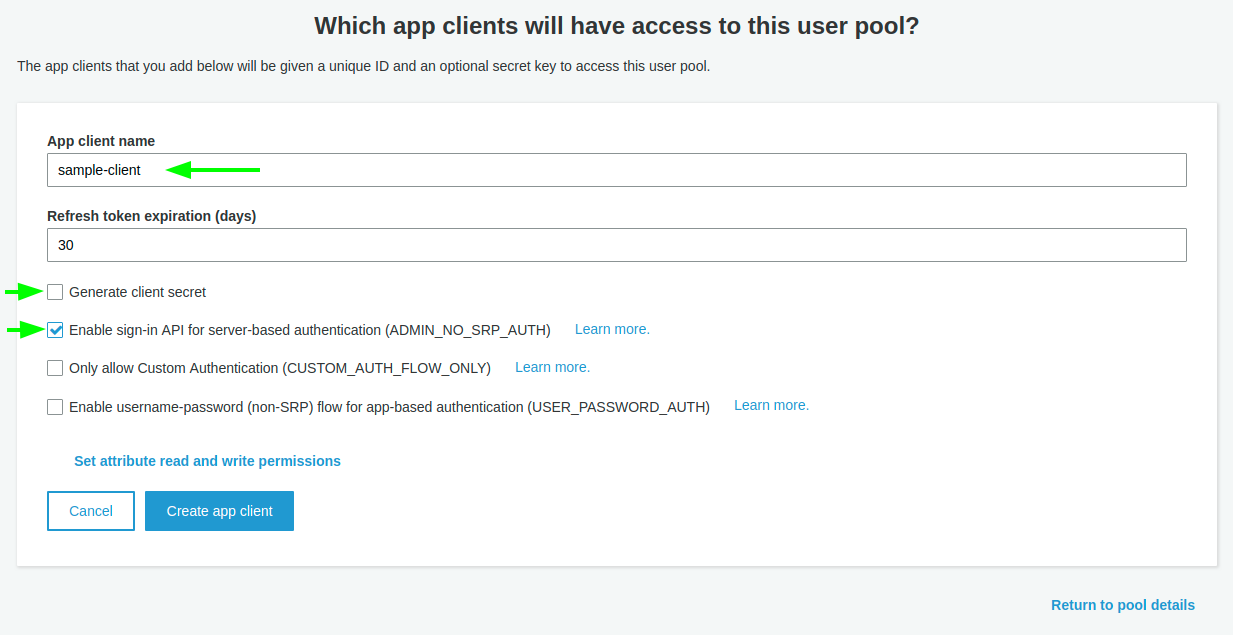 Which app clients will have access to this user pool?
The app clients that you add below will be given a unique ID and an optional secret key to access this user pool.
App client name
sample-client
Refresh token expiration (days)
30
Generate client secret
Enable sign-in API for server-based authentication (ADMIN_NO_SRP_AUTH) Learn more.
Only allow Custom Authentication (CUSTOM_AUTH_FLOW_ONLY) Learn more.
Enable username-password (non-SRP) flow for app-based authentication (USER_PASSWORD_AUTH) Learn more.
Set attribute read and write permissions
Cancel Create app client
Return to pool details